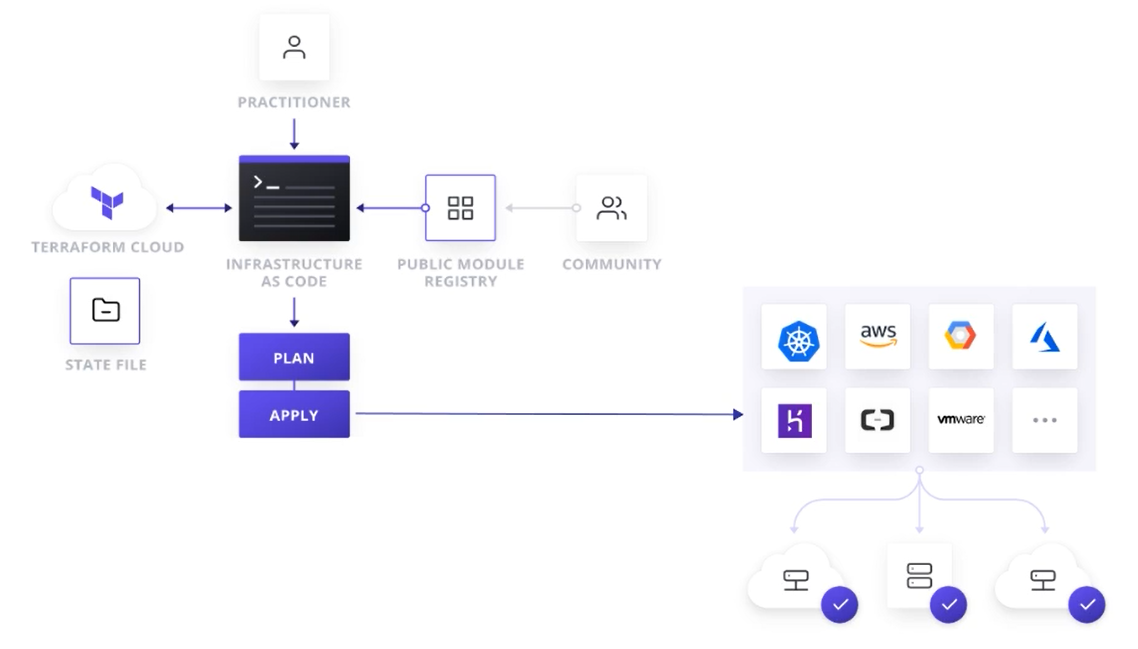 PRACTITIONER
TERRAFORM CLOUD
INFRASTRUCTURE
AS CODE
PUBLIC MODULE
REGISTRY
COMMUNITY
STATE FILE
PLAN
APPLY
aws
vmware